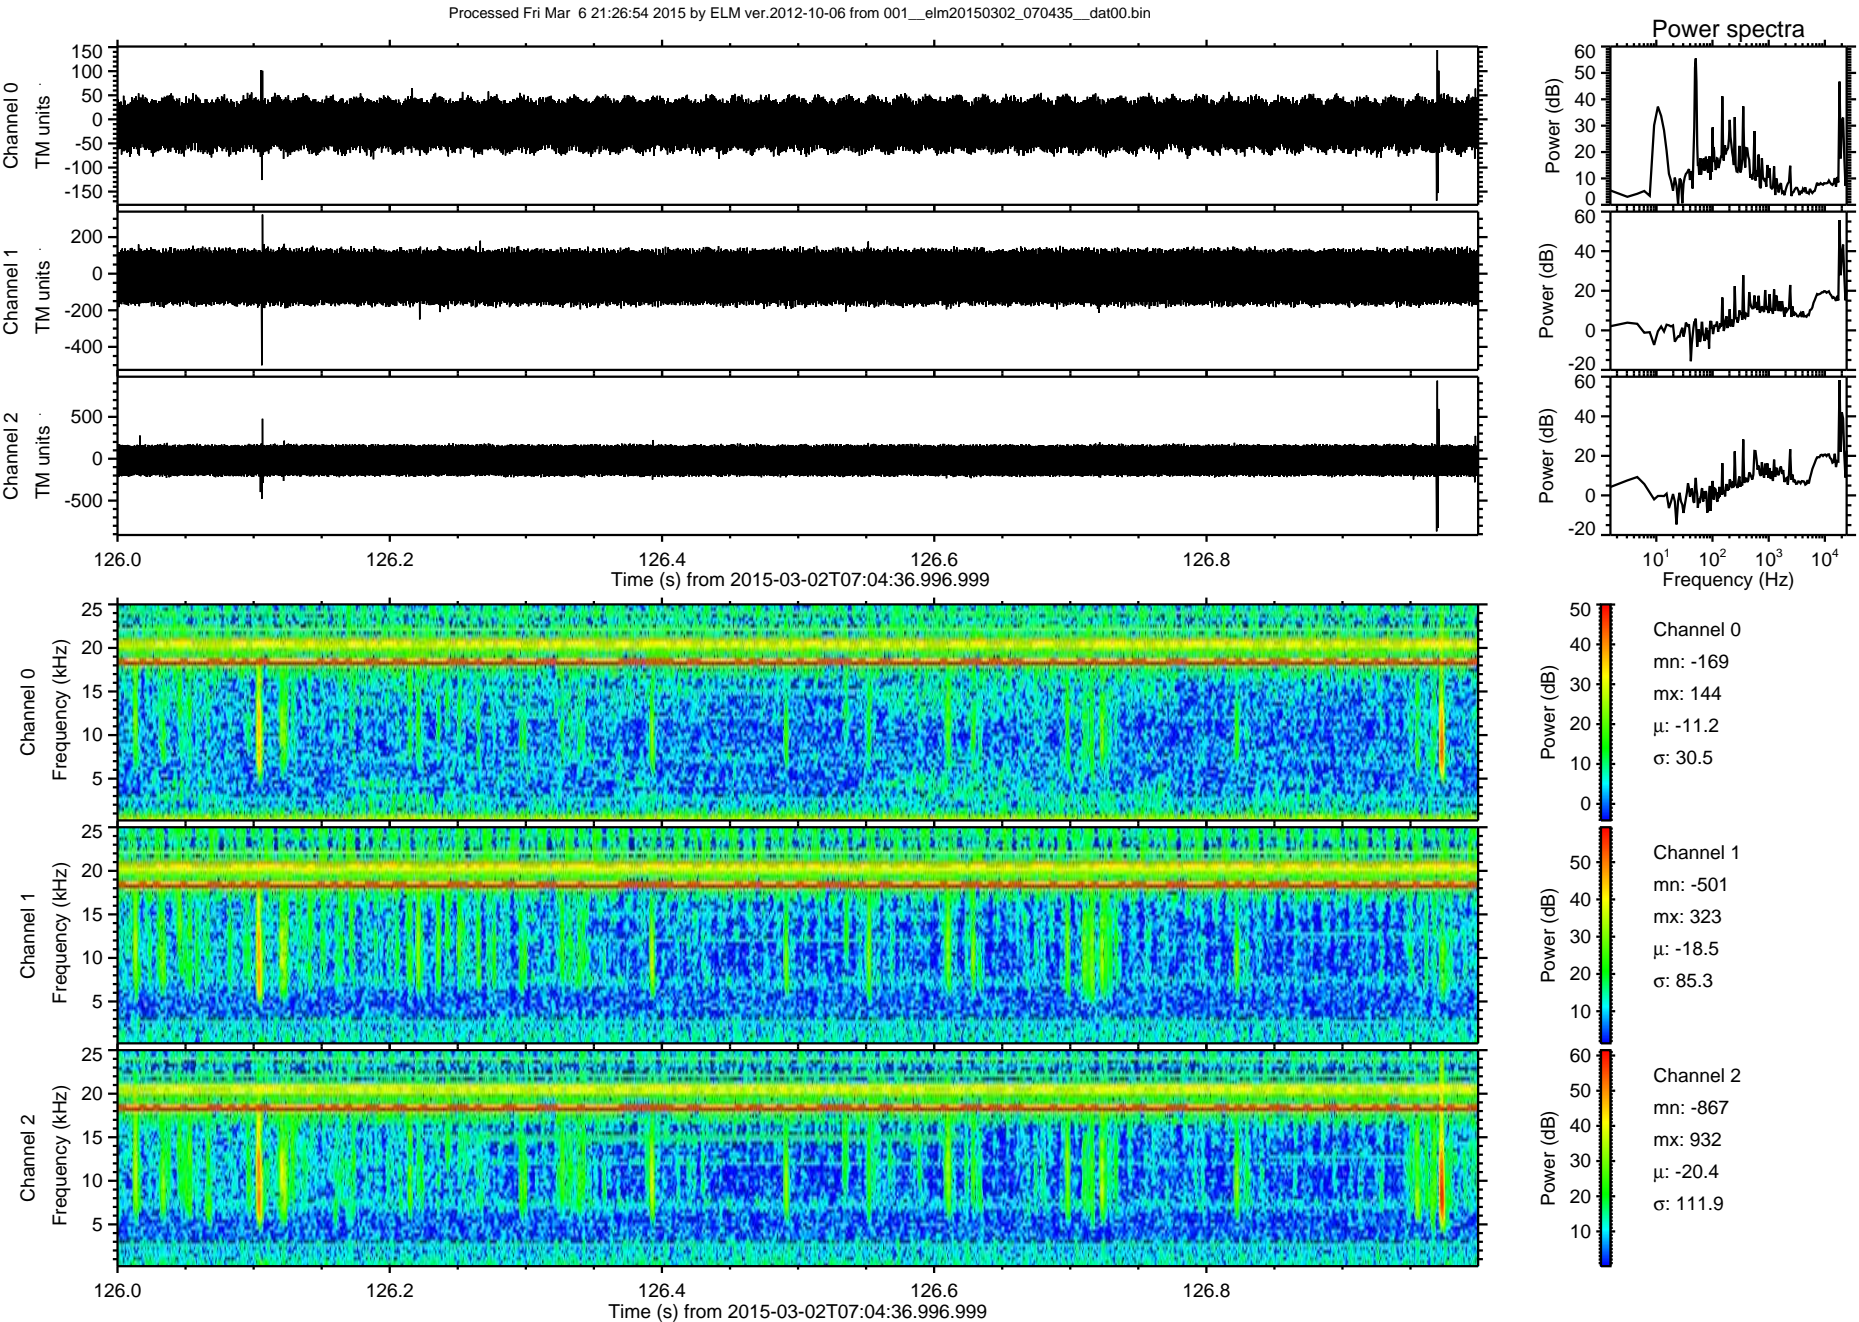 Processed Fri Mar  6 21:26:54 2015 by ELM ver.2012-10-06 from 001__elm20150302_070435__dat00.bin
Power spectra
Channel 0
TM units
150
100
50
0
-50
-100
-150
Power (dB)
60
50
40
30
20
10
0
Channel 1
TM units
200
0
-200
-400
Power (dB)
60
40
20
0
-20
Channel 2
TM units
500
0
-500
Power (dB)
60
40
20
0
-20
126.0 126.2 126.4 126.6 126.8
Time (s) from 2015-03-02T07:04:36.996.999
10¹ 10² 10³ 10⁴
Frequency (Hz)
Channel 0
Frequency (kHz)
25
20
15
10
5
Power (dB)
50
40
30
20
10
0
Channel 0
mn: -169
mx: 144
μ: -11.2
σ: 30.5
Channel 1
Frequency (kHz)
25
20
15
10
5
Power (dB)
50
40
30
20
10
Channel 1
mn: -501
mx: 323
μ: -18.5
σ: 85.3
Channel 2
Frequency (kHz)
25
20
15
10
5
Power (dB)
60
50
40
30
20
10
Channel 2
mn: -867
mx: 932
μ: -20.4
σ: 111.9
126.0 126.2 126.4 126.6 126.8
Time (s) from 2015-03-02T07:04:36.996.999